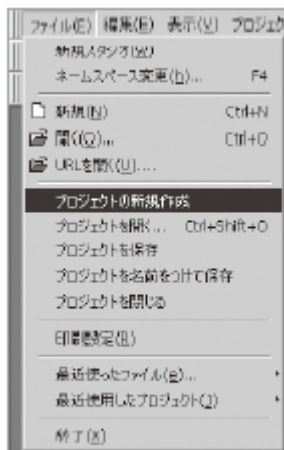 ファイル(F) 編集(E) 表示(V) プロジェク
新規スタジオ(W)
ネームスペース変更(h)... F4
新規(N) Ctrl+N
開く(O)... Ctrl+O
URLを開く(U)....
プロジェクトの新規作成
プロジェクトを開く... Ctrl+Shift+O
プロジェクトを保存
プロジェクトを名前をつけて保存
プロジェクトを閉じる
印刷設定(R)
最近使ったファイル(e)...
最近使用したプロジェクト(J)
終了(X)